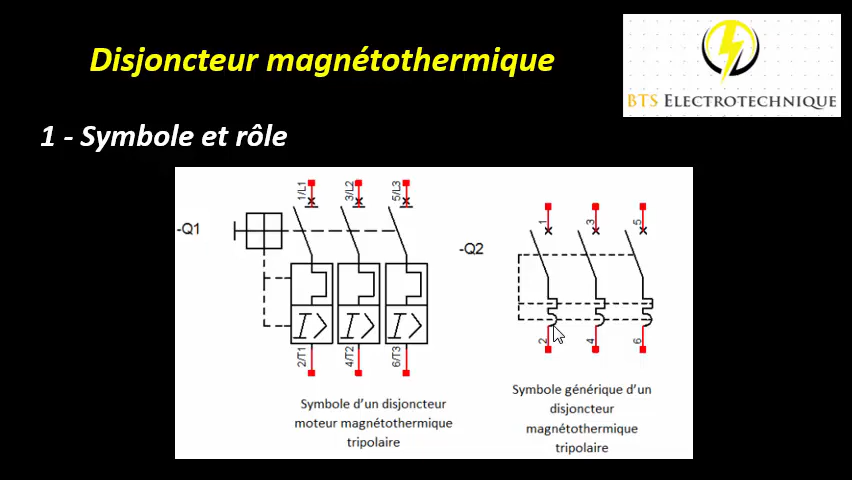 Disjoncteur magnétothermique
BTS ELECTROTECHNIQUE
1 - Symbole et rôle
1/L1
3/L2
5/L3
-Q1
I>
I>
I>
2/T1
4/T2
6/T3
Symbole d'un disjoncteur
moteur magnétothermique
tripolaire
1
3
5
-Q2
2
4
6
Symbole générique d'un
disjoncteur
magnétothermique
tripolaire